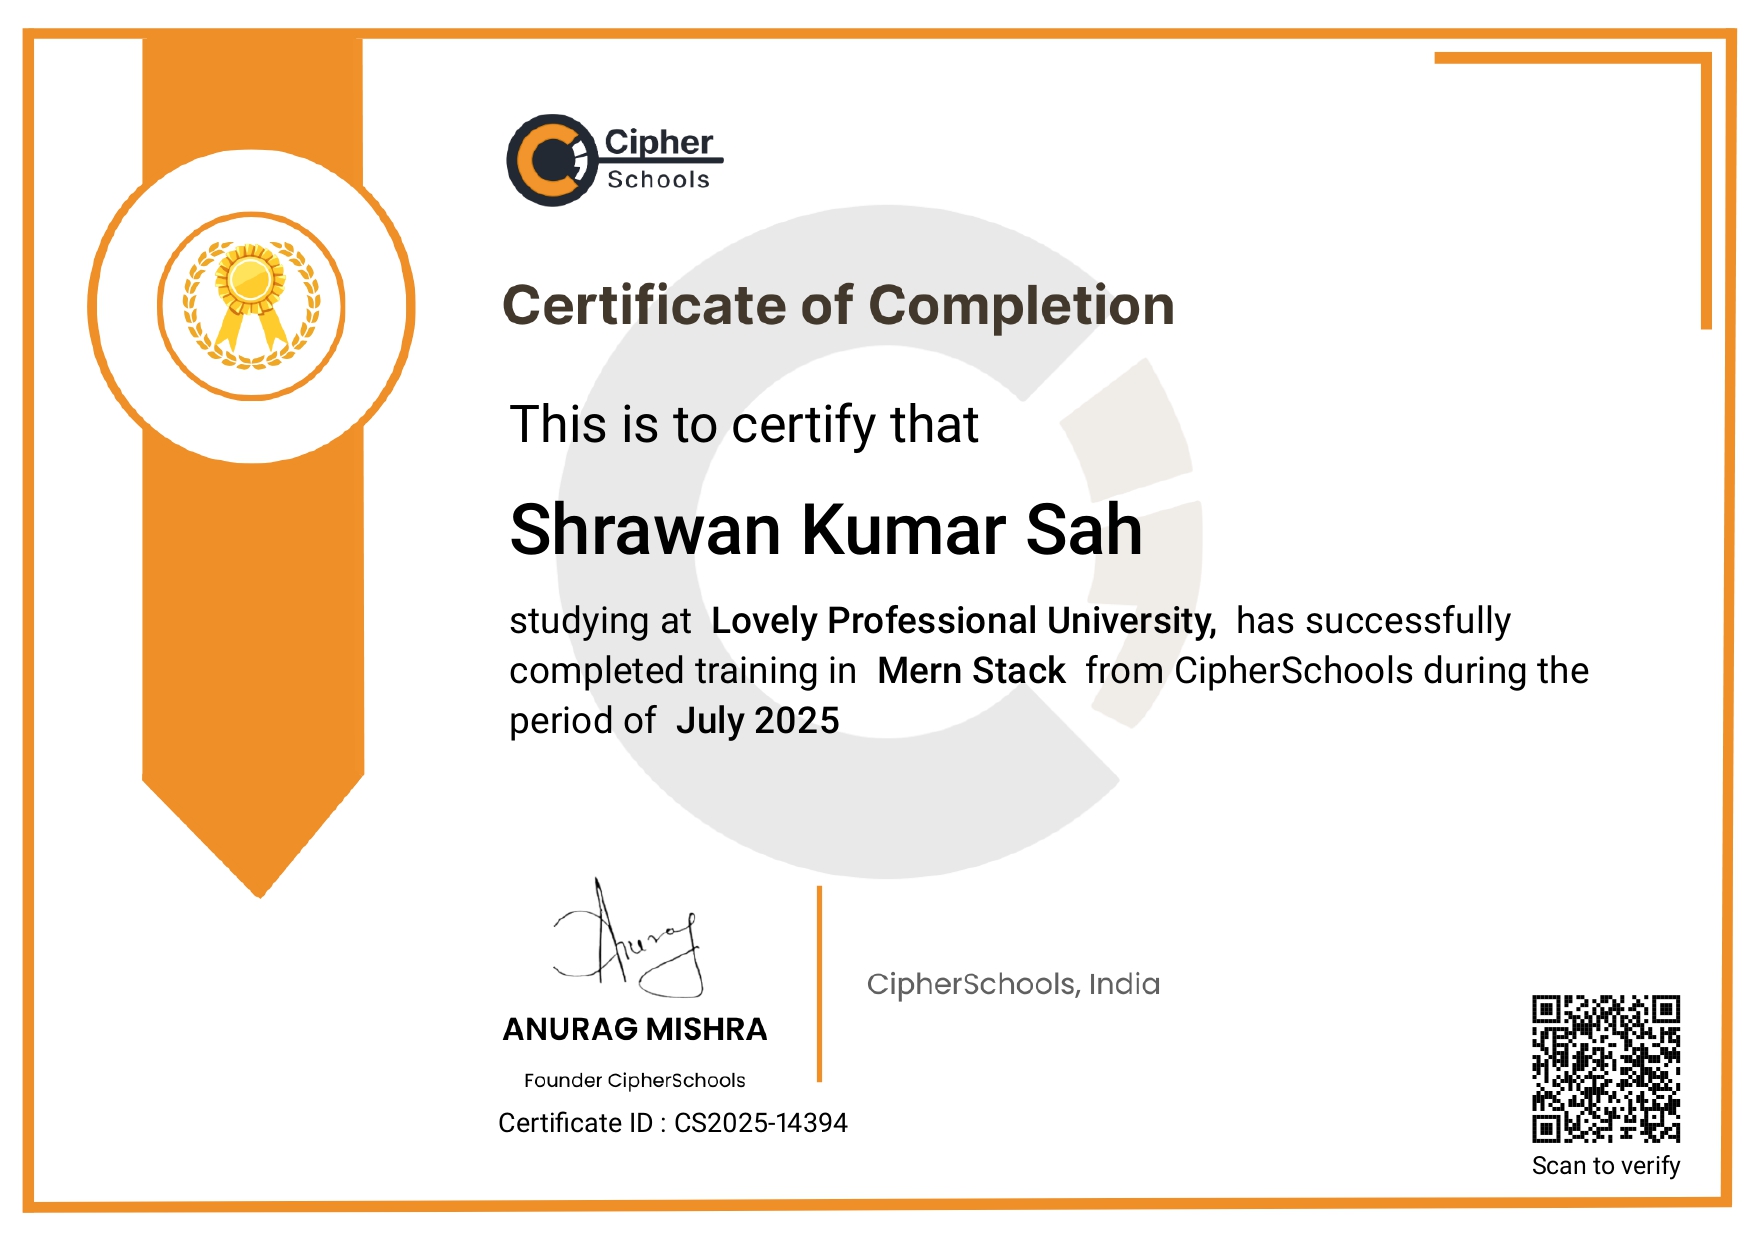 Cipher
Schools
Certificate of Completion
This is to certify that
Shrawan Kumar Sah
studying at Lovely Professional University, has successfully
completed training in Mern Stack from CipherSchools during the
period of July 2025
Anurag
ANURAG MISHRA
Founder CipherSchools
Certificate ID : CS2025-14394
CipherSchools, India
Scan to verify